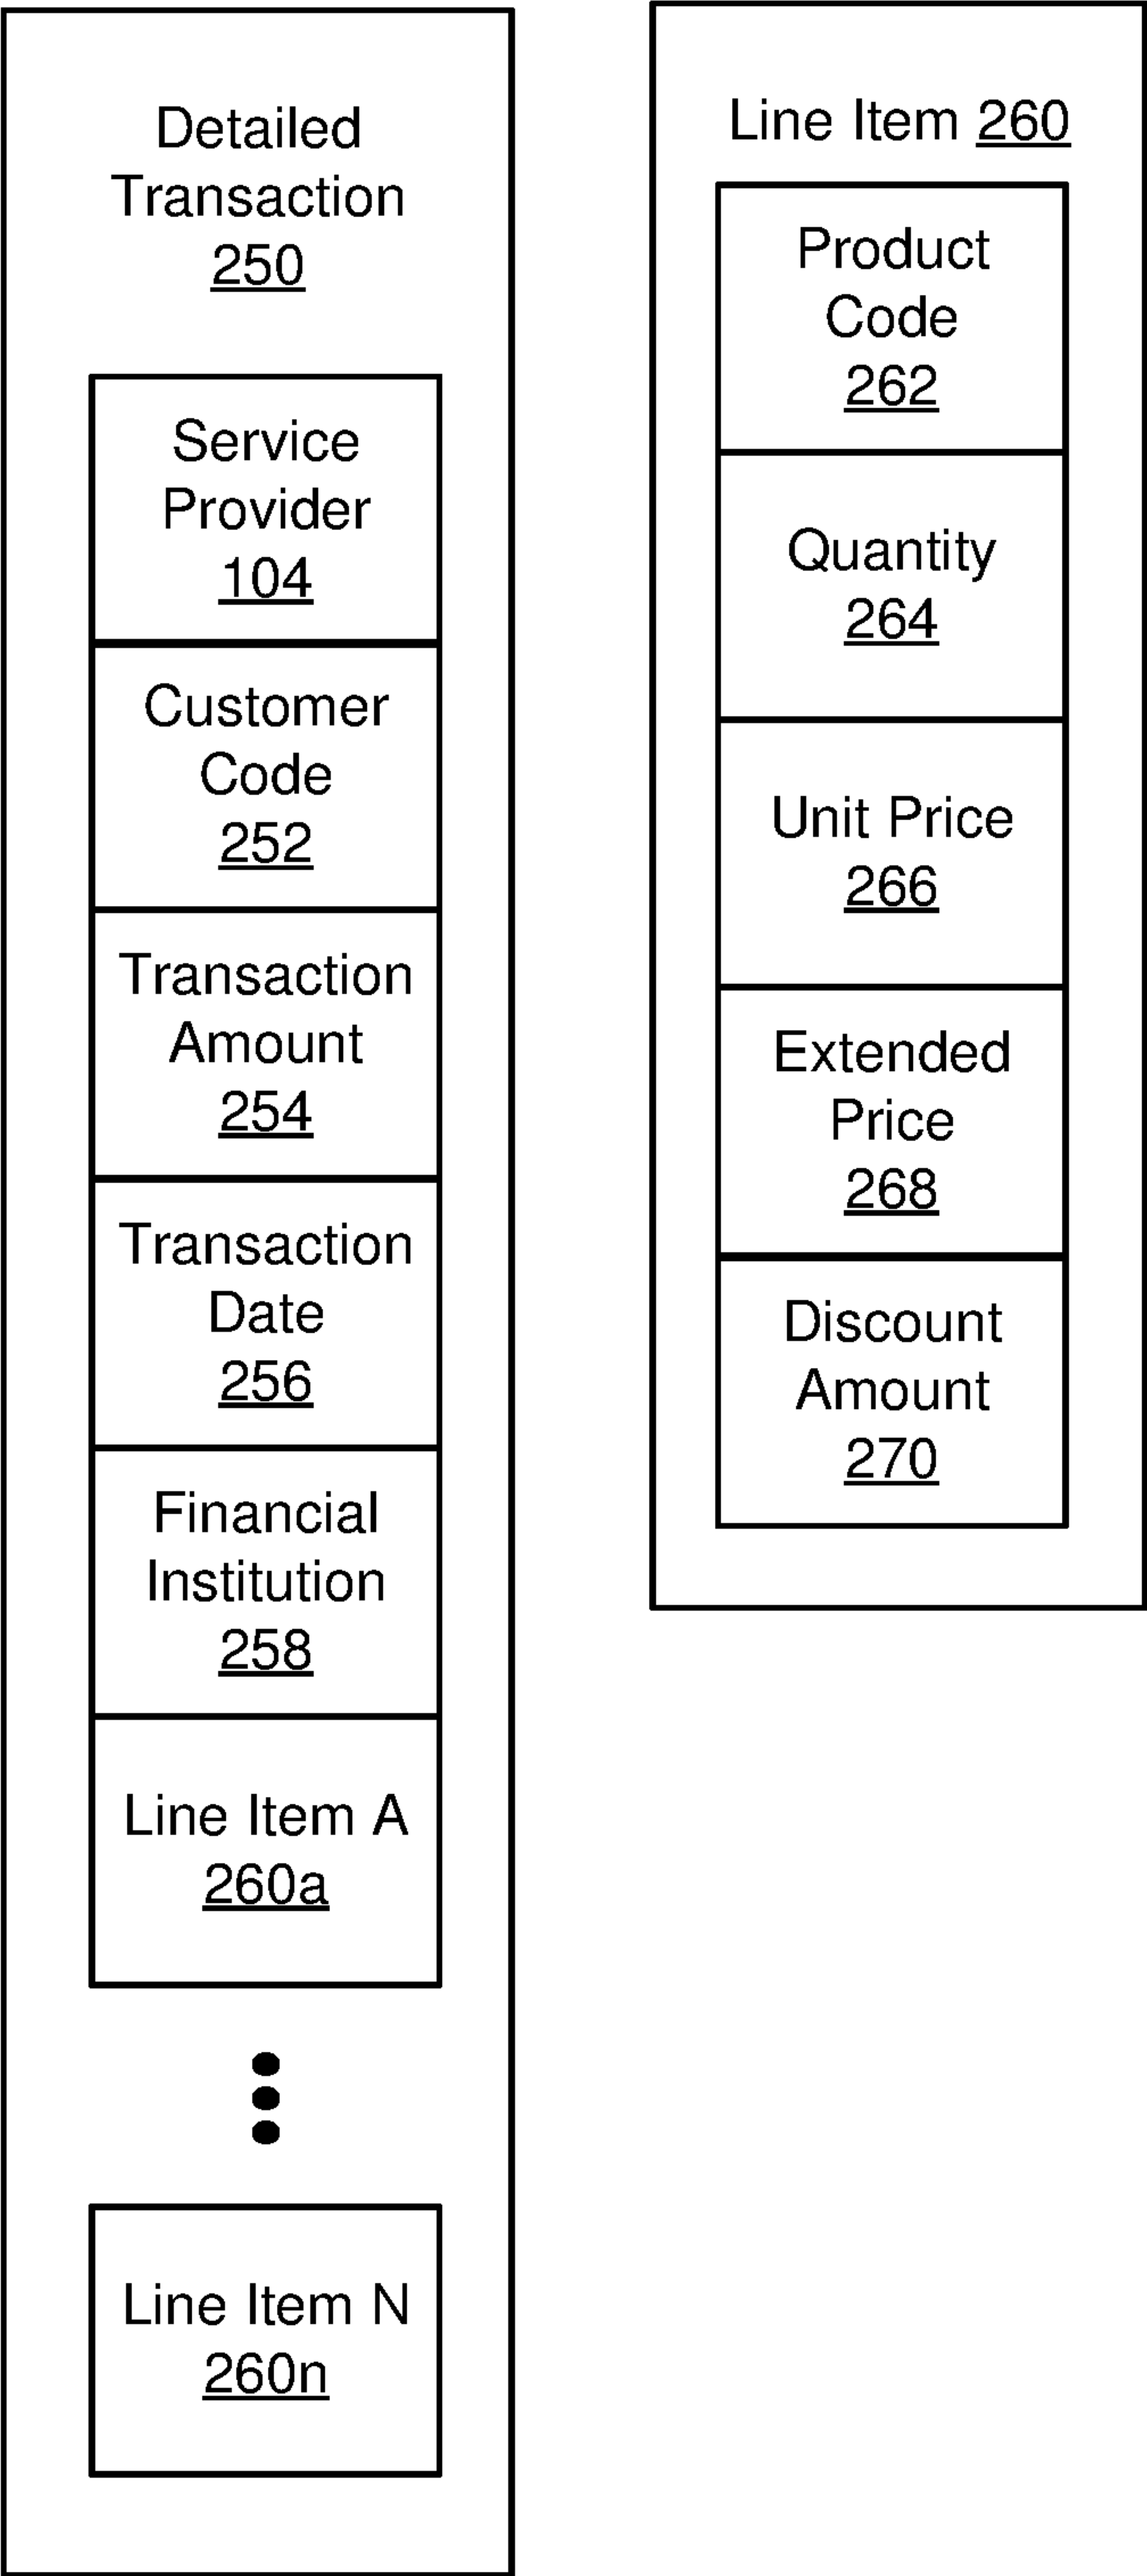 Detailed
Transaction
250
Service
Provider
104
Customer
Code
252
Transaction
Amount
254
Transaction
Date
256
Financial
Institution
258
Line Item A
260a
Line Item N
260n
Line Item 260
Product
Code
262
Quantity
264
Unit Price
266
Extended
Price
268
Discount
Amount
270